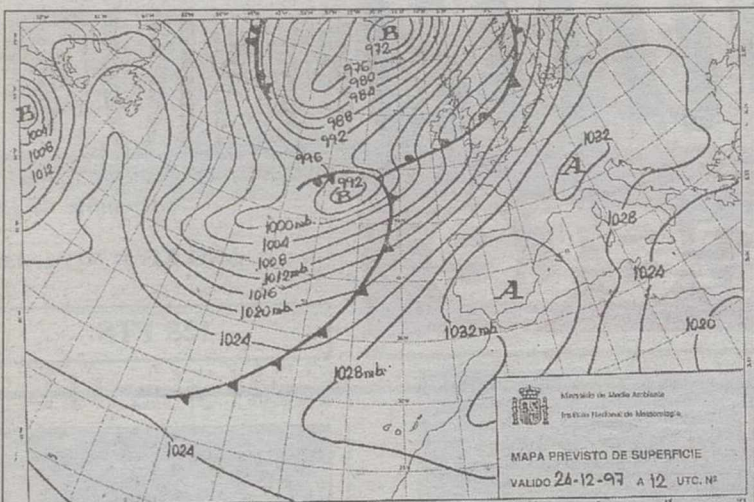 B
972
976
980
984
988
992
996
B
1004
1008
1012
992
B
1000 mb.
1004
1008
1012 mb
1016
1020 mb.
1024
1032
A
1028
1024
1020
A
1032 mb
1028 mb.
1024
Ministerio de Medio Ambiente
Instituto Nacional de Meteorología
MAPA PREVISTO DE SUPERFICIE
VALIDO 24-12-97 A 12 UTC. Nº